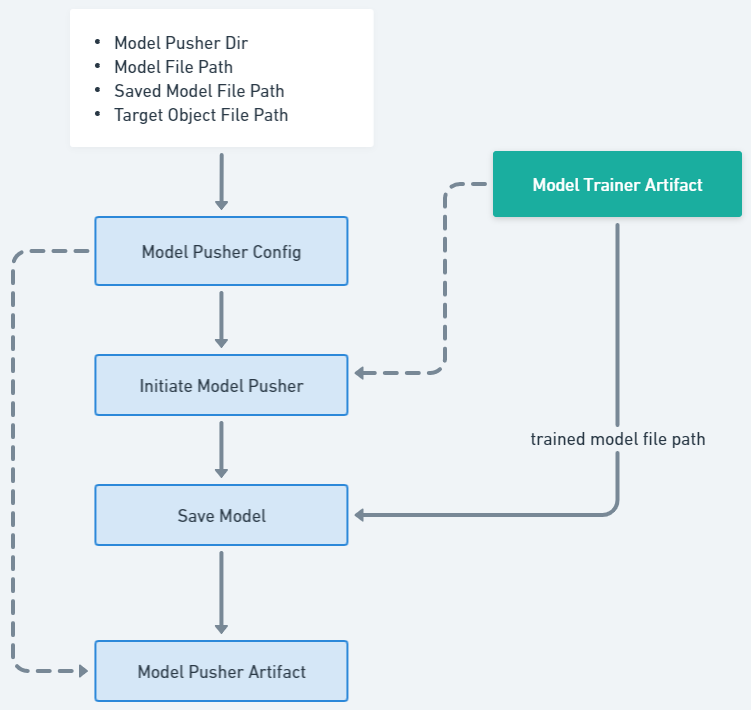 • Model Pusher Dir
• Model File Path
• Saved Model File Path
• Target Object File Path
Model Trainer Artifact
Model Pusher Config
Initiate Model Pusher
trained model file path
Save Model
Model Pusher Artifact